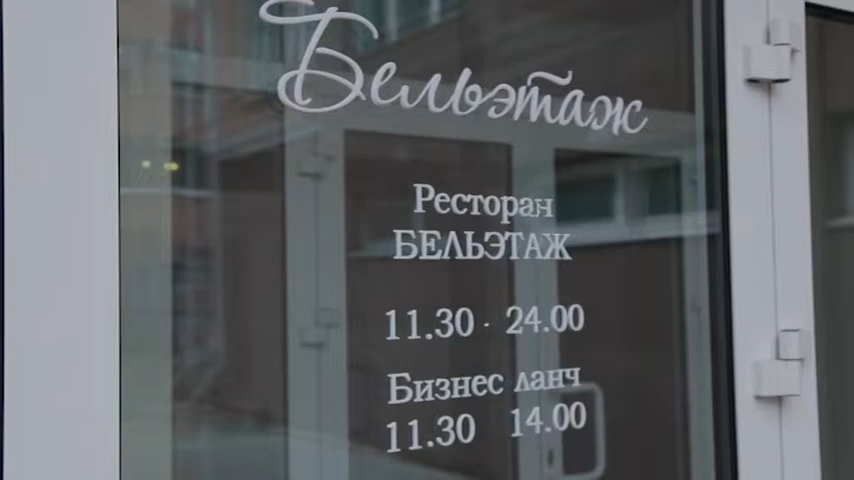 Бельэтаж
Ресторан
БЕЛЬЭТАЖ
11.30 · 24.00
Бизнес ланч
11.30 14.00